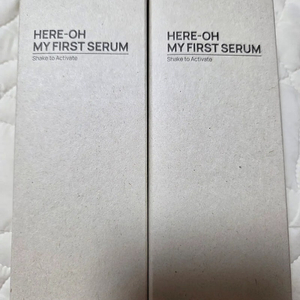 HERE-OH
MY FIRST SERUM
Shake to Activate
HERE-OH
MY FIRST SERUM
Shake to Activate